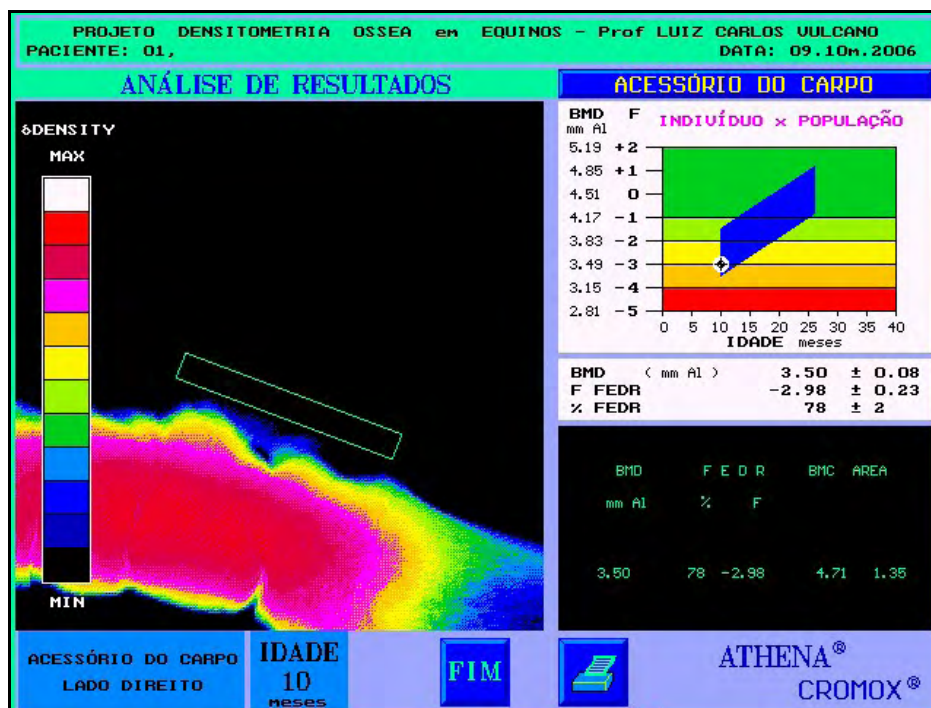 PROJETO DENSITOMETRIA OSSEA em EQUINOS - Prof LUIZ CARLOS VULCANO
PACIENTE: 01, DATA: 09.10m.2006
ANÁLISE DE RESULTADOS
δDENSITY
MAX
MIN
ACESSÓRIO DO CARPO
BMD F INDIVÍDUO x POPULAÇÃO
mm Al
5.19 +2
4.85 +1
4.51 0
4.17 -1
3.83 -2
3.49 -3
3.15 -4
2.81 -5
0 5 10 15 20 25 30 35 40
IDADE meses
BMD ( mm Al ) 3.50 ± 0.08
F FEDR -2.98 ± 0.23
% FEDR 78 ± 2
BMD F E D R BMC AREA
mm Al % F
3.50 78 -2.98 4.71 1.35
ACESSÓRIO DO CARPO
LADO DIREITO
IDADE
10
meses
FIM
ATHENA®
CROMOX®